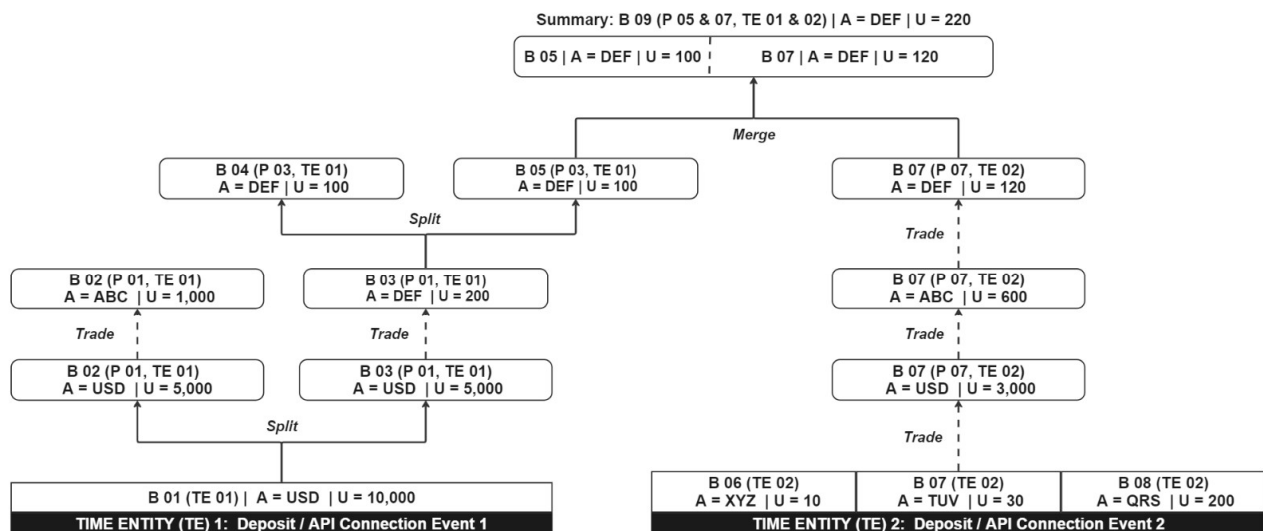 Summary: B 09 (P 05 & 07, TE 01 & 02) | A = DEF | U = 220
B 05 | A = DEF | U = 100
B 07 | A = DEF | U = 120
Merge
B 04 (P 03, TE 01)
A = DEF | U = 100
B 05 (P 03, TE 01)
A = DEF | U = 100
B 07 (P 07, TE 02)
A = DEF | U = 120
Split
Trade
B 02 (P 01, TE 01)
A = ABC | U = 1,000
B 03 (P 01, TE 01)
A = DEF | U = 200
B 07 (P 07, TE 02)
A = ABC | U = 600
Trade
Trade
Trade
B 02 (P 01, TE 01)
A = USD | U = 5,000
B 03 (P 01, TE 01)
A = USD | U = 5,000
B 07 (P 07, TE 02)
A = USD | U = 3,000
Split
Trade
B 01 (TE 01) | A = USD | U = 10,000
B 06 (TE 02)
A = XYZ | U = 10
B 07 (TE 02)
A = TUV | U = 30
B 08 (TE 02)
A = QRS | U = 200
TIME ENTITY (TE) 1: Deposit / API Connection Event 1
TIME ENTITY (TE) 2: Deposit / API Connection Event 2